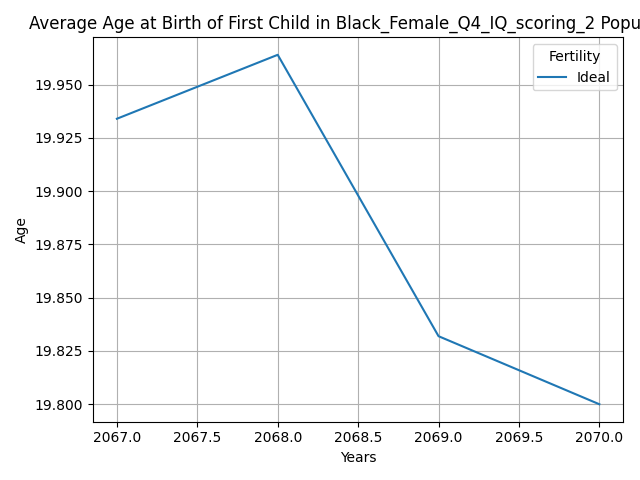 Average Age at Birth of First Child in Black_Female_Q4_IQ_scoring_2 Popu
Fertility
Ideal
19.950
19.925
19.900
19.875
19.850
19.825
19.800
Age
2067.0 2067.5 2068.0 2068.5 2069.0 2069.5 2070.0
Years